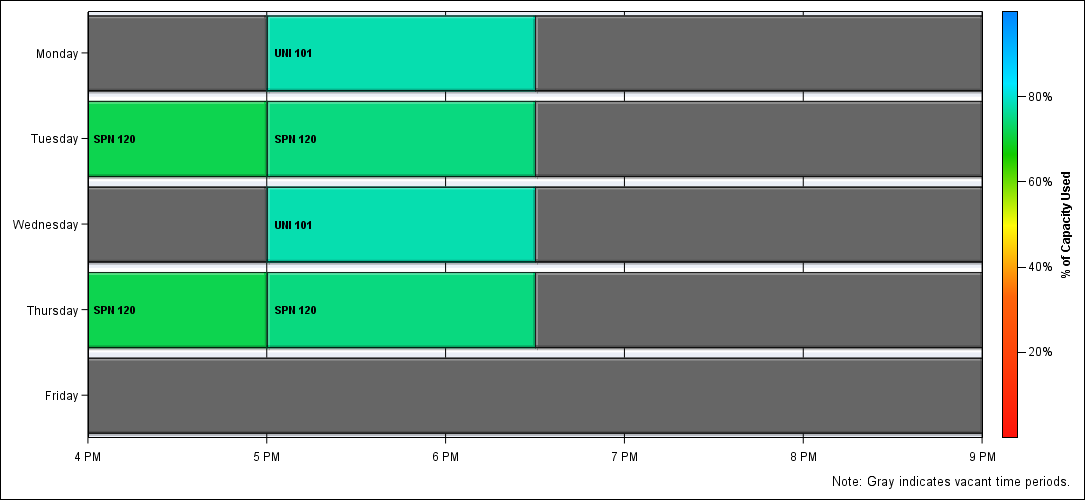 Monday
UNI 101
Tuesday
SPN 120
SPN 120
Wednesday
UNI 101
Thursday
SPN 120
SPN 120
Friday
4 PM
5 PM
6 PM
7 PM
8 PM
9 PM
80%
60%
40%
20%
% of Capacity Used
Note: Gray indicates vacant time periods.